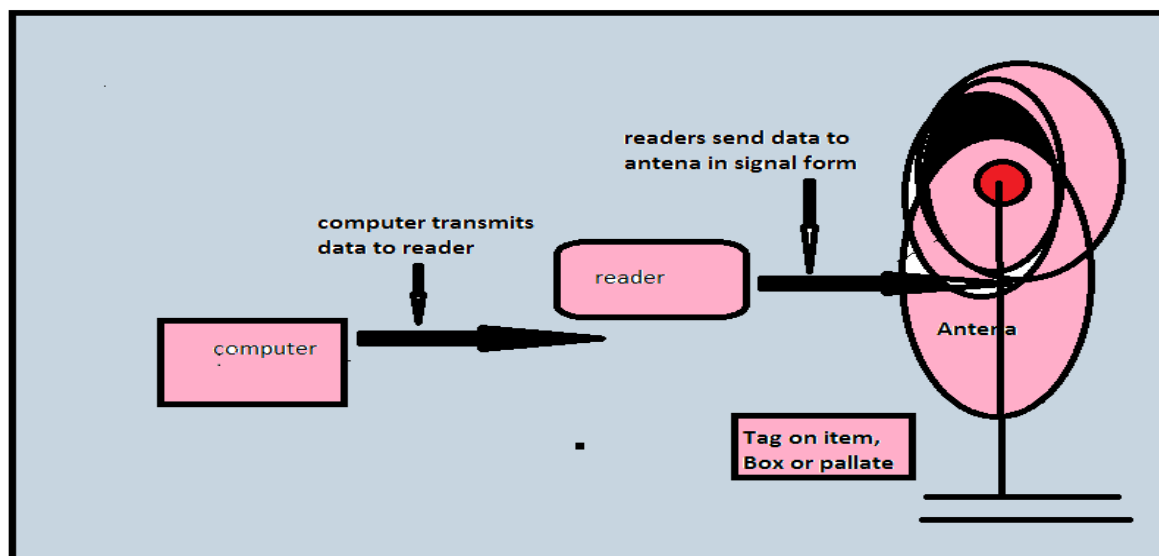 readers send data to
antena in signal form
computer transmits
data to reader
reader
computer
Antena
Tag on item,
Box or pallate